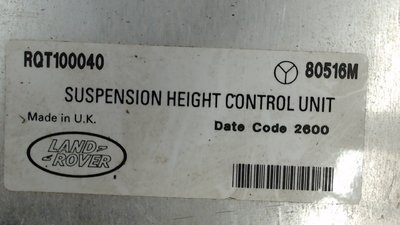 RQT100040 80516M
SUSPENSION HEIGHT CONTROL UNIT
Made in U.K. Date Code 2600
LAND
ROVER